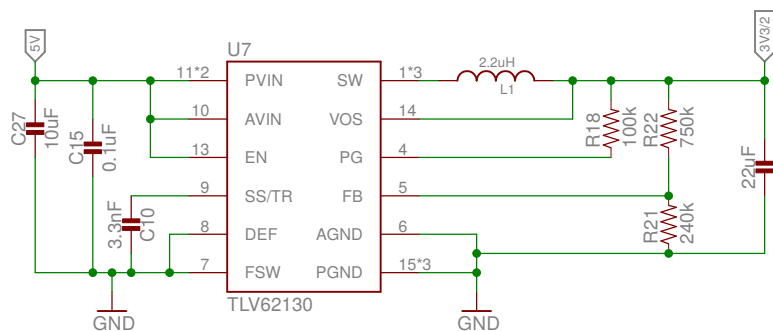 5V
3V3/2
U7
2.2uH
L1
11*2 PVIN SW 1*3
10 AVIN VOS 14
13 EN PG 4
9 SS/TR FB 5
8 DEF AGND 6
7 FSW PGND 15*3
C27 10uF
C15 0.1uF
3.3nF C10
R18 100k
R22 750k
R21 240k
22uF
TLV62130
GND
GND